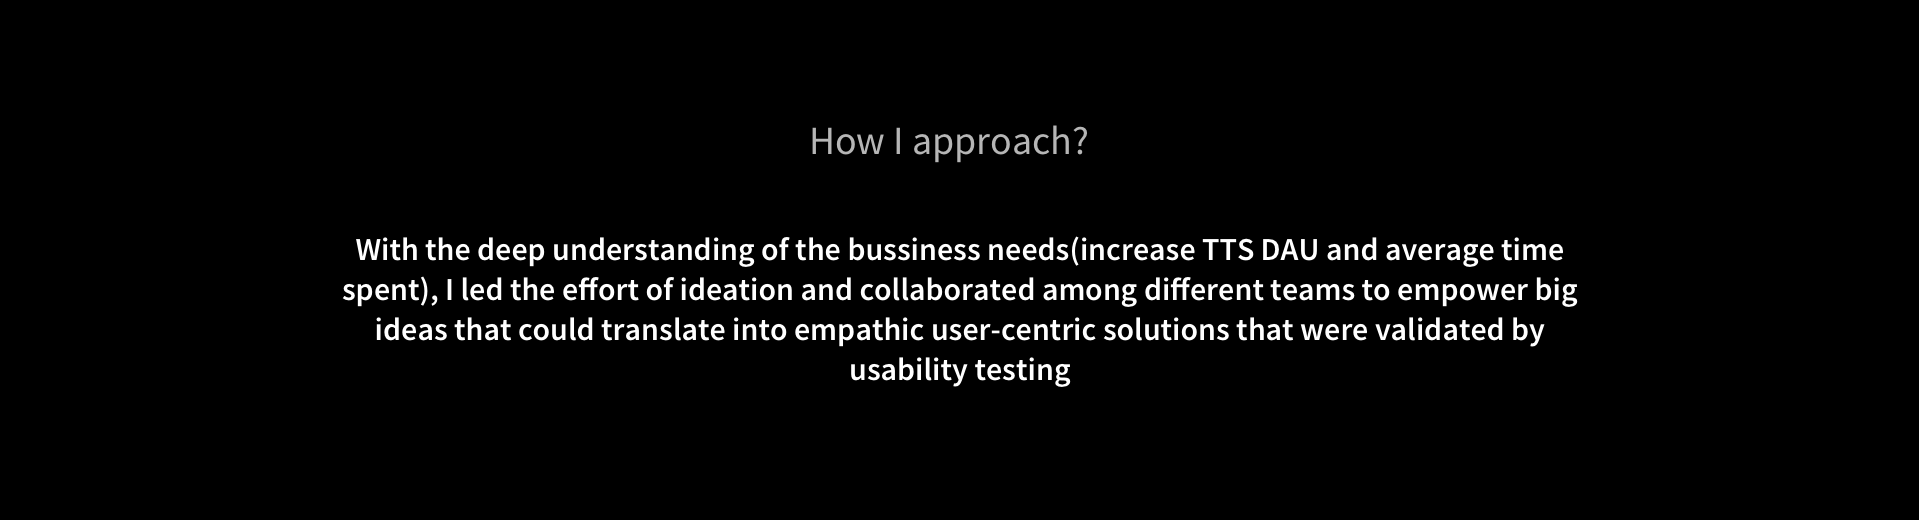 How I approach?
With the deep understanding of the bussiness needs(increase TTS DAU and average time
spent), I led the effort of ideation and collaborated among different teams to empower big
ideas that could translate into empathic user-centric solutions that were validated by
usability testing